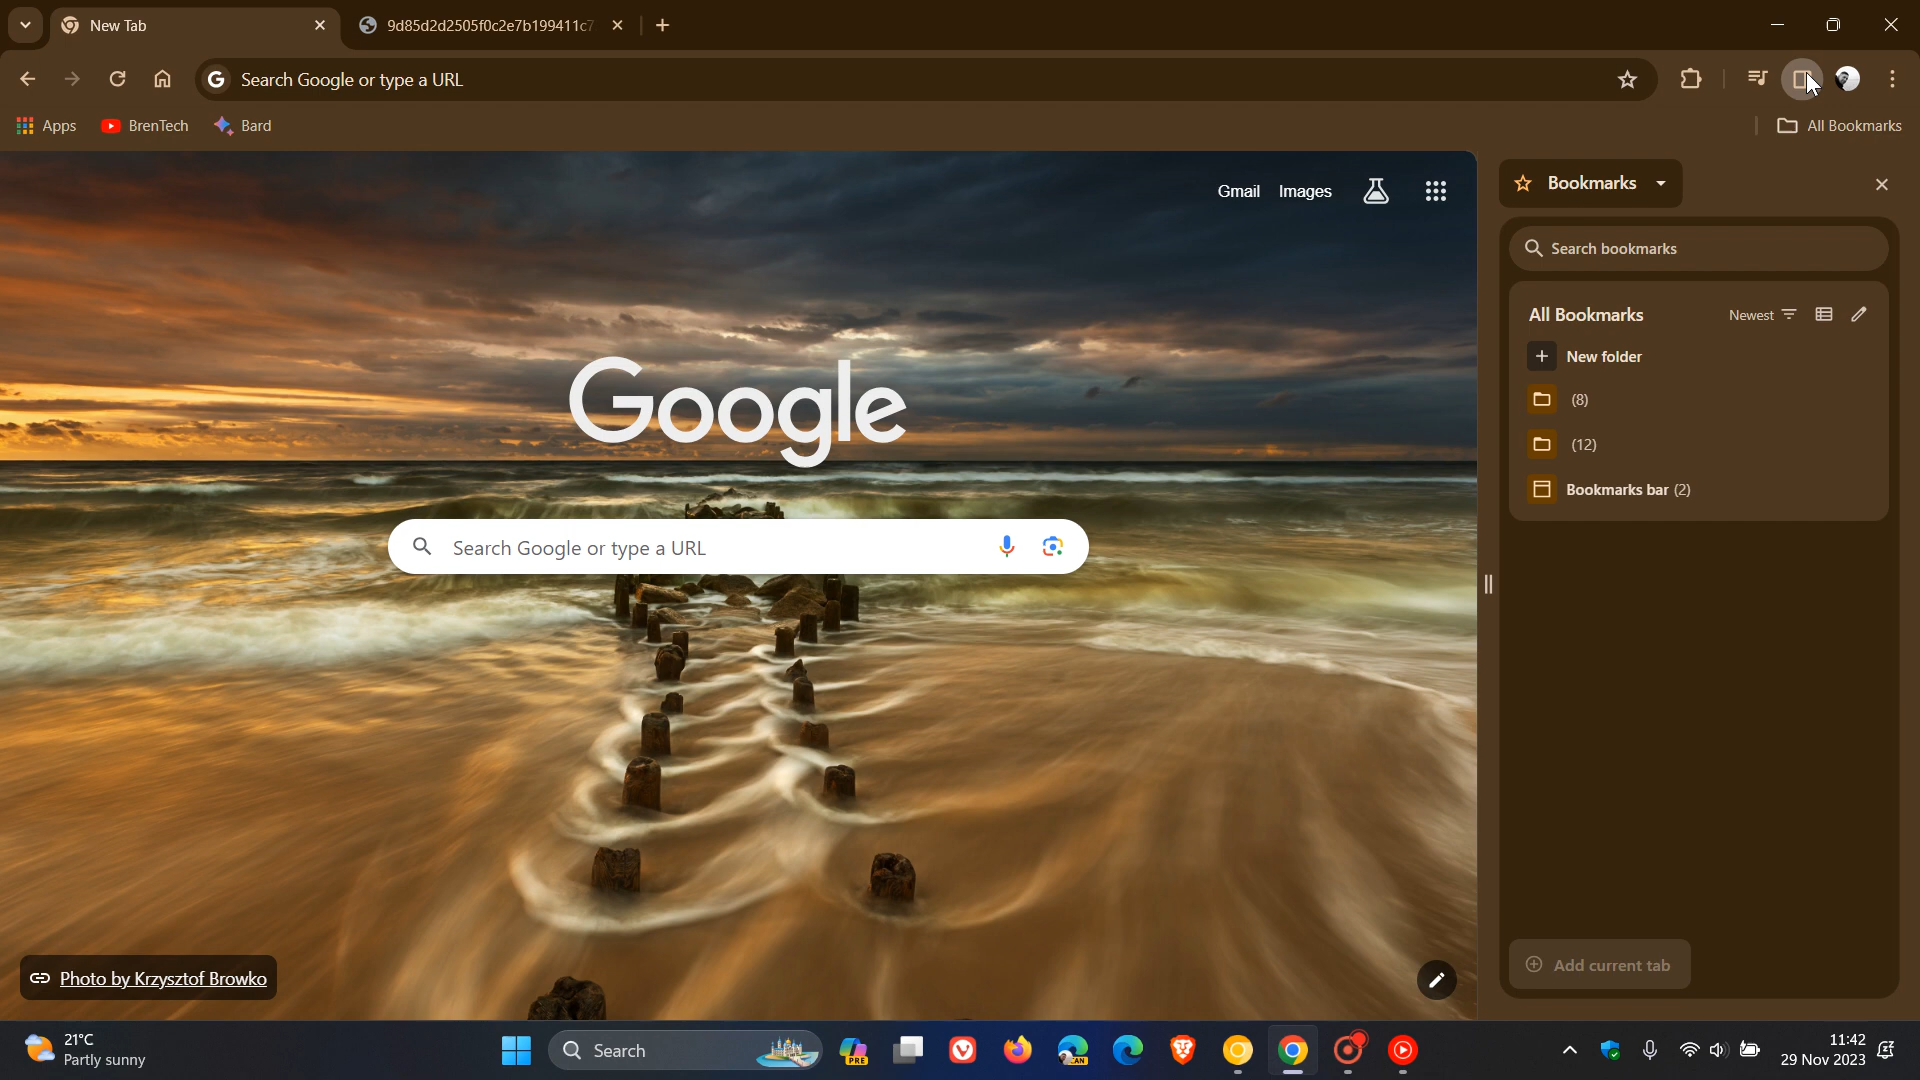 New Tab
9d85d2d2505f0c2e7b199411c7
Search Google or type a URL
Apps
BrenTech
Bard
All Bookmarks
Gmail
Images
Google
Search Google or type a URL
Photo by Krzysztof Browko
Bookmarks
Search bookmarks
All Bookmarks
Newest
New folder
(8)
(12)
Bookmarks bar (2)
Add current tab
21°C
Partly sunny
Search
PRE
CAN
11:42
29 Nov 2023